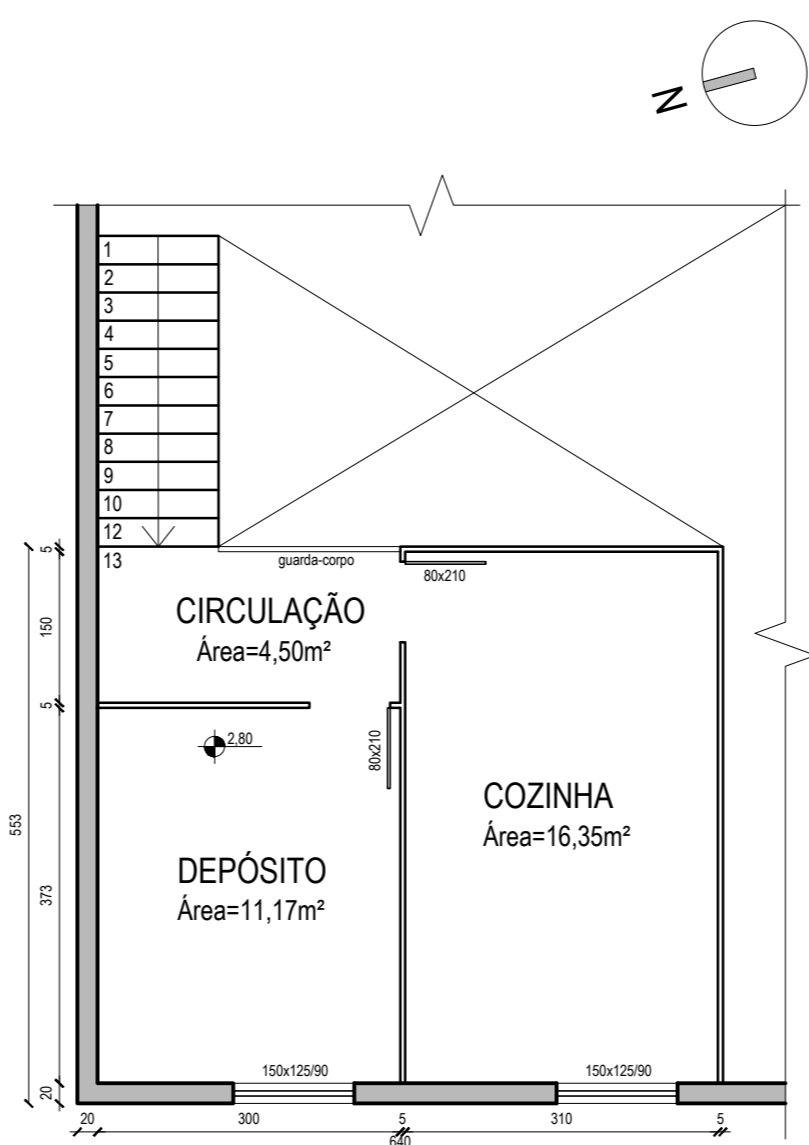 N
1
2
3
4
5
6
7
8
9
10
12
13
guarda-corpo
80x210
CIRCULAÇÃO
Área=4,50m²
2,80
80x210
COZINHA
Área=16,35m²
DEPÓSITO
Área=11,17m²
150x125/90
150x125/90
5
150
5
373
20
553
20
300
5
310
5
640